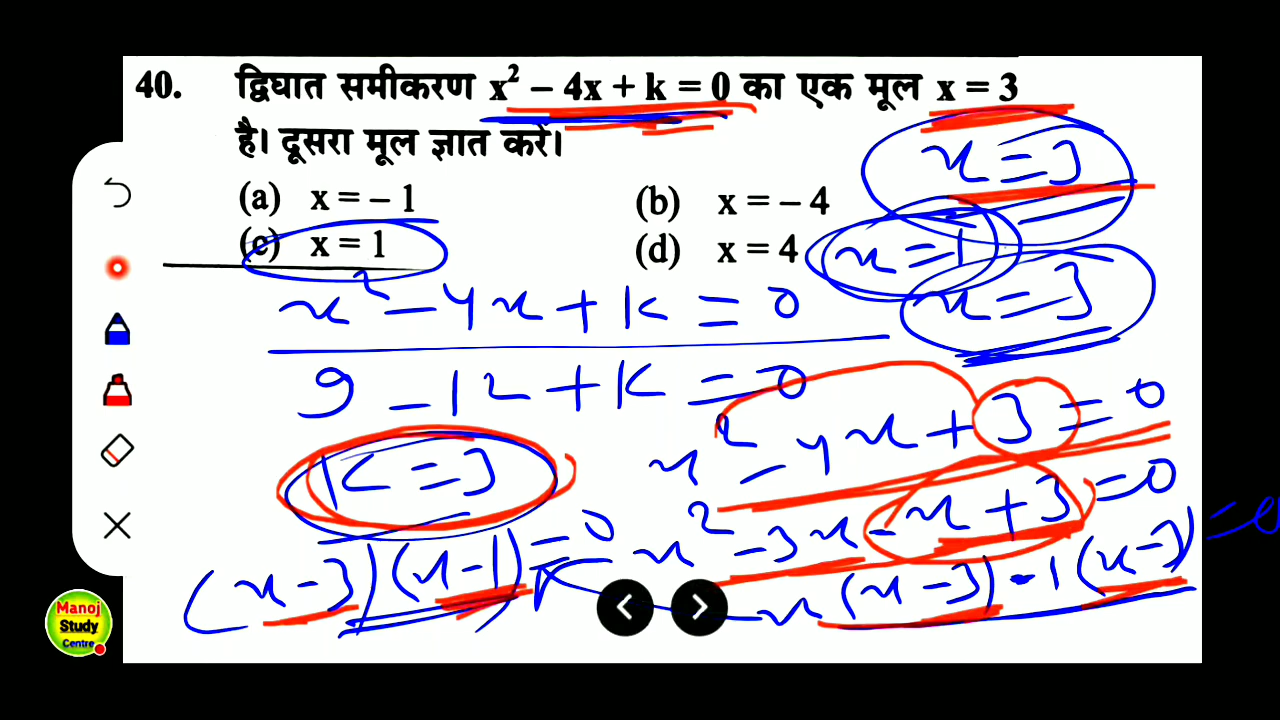 40. द्विघात समीकरण x² – 4x + k = 0 का एक मूल x = 3
है। दूसरा मूल ज्ञात करें।
(a) x = – 1
(b) x = – 4
(c) x = 1
(d) x = 4
x = 3
x = 1
x = 3
x² – 4x + k = 0
9 – 12 + k = 0
k = 3
x² – 4x + 3 = 0
x² – 3x – x + 3 = 0
x(x – 3) – 1(x – 3) = 0
(x – 3)(x – 1) = 0
Manoj
Study
Centre